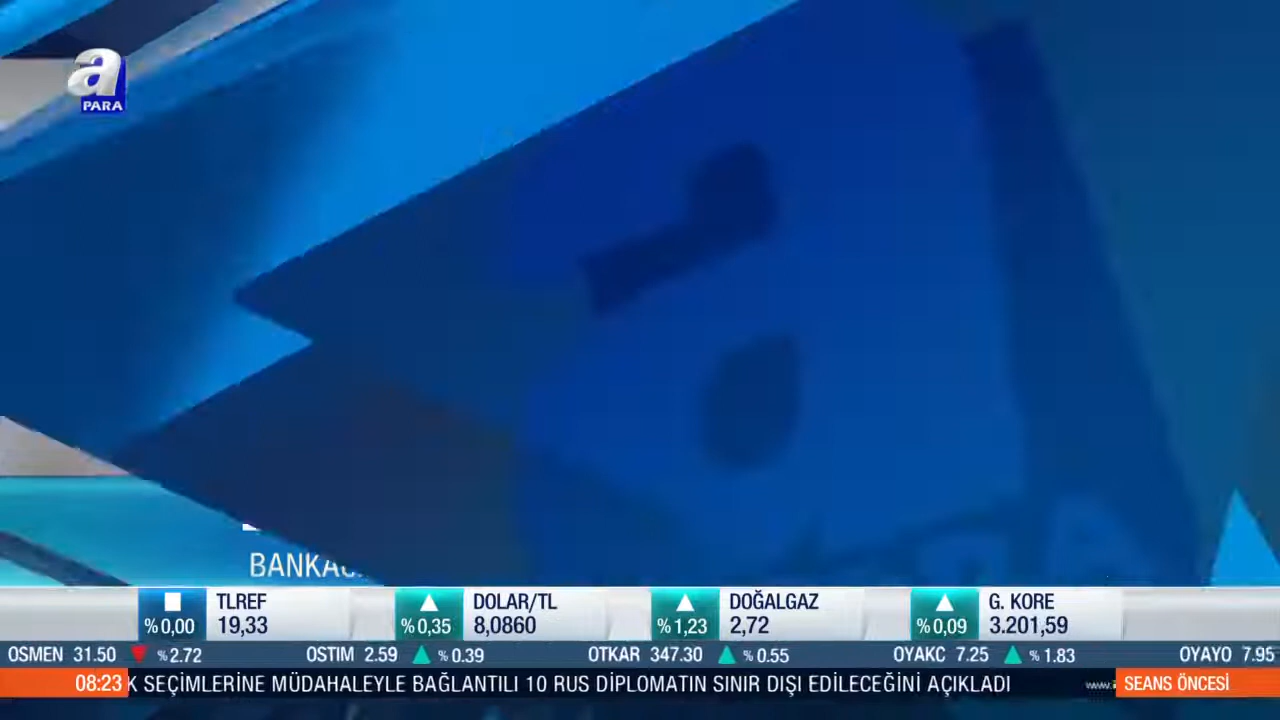 a
PARA
TLREF
%0,00 19,33
DOLAR/TL
%0,35 8,0860
DOĞALGAZ
%1,23 2,72
G. KORE
%0,09 3.201,59
OSMEN 31.50 %2.72 OSTIM 2.59 %0.39 OTKAR 347.30 %0.55 OYAKC 7.25 %1.83 OYAYO 7.95
08:23 K SEÇİMLERİNE MÜDAHALEYLE BAĞLANTILI 10 RUS DİPLOMATIN SINIR DIŞI EDİLECEĞİNİ AÇIKLADI www. SEANS ÖNCESİ